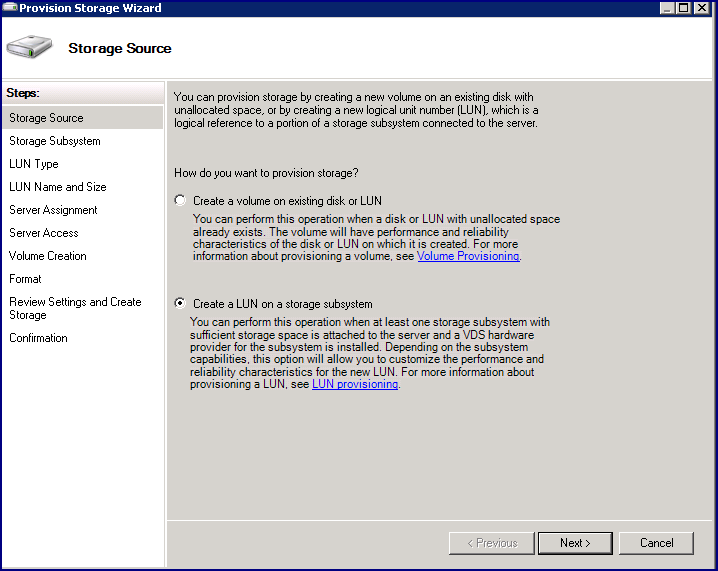 Provision Storage Wizard
Storage Source
Steps:
Storage Source
Storage Subsystem
LUN Type
LUN Name and Size
Server Assignment
Server Access
Volume Creation
Format
Review Settings and Create
Storage
Confirmation
You can provision storage by creating a new volume on an existing disk with
unallocated space, or by creating a new logical unit number (LUN), which is a
logical reference to a portion of a storage subsystem connected to the server.
How do you want to provision storage?
Create a volume on existing disk or LUN
You can perform this operation when a disk or LUN with unallocated space
already exists. The volume will have performance and reliability
characteristics of the disk or LUN on which it is created. For more
information about provisioning a volume, see Volume Provisioning.
Create a LUN on a storage subsystem
You can perform this operation when at least one storage subsystem with
sufficient storage space is attached to the server and a VDS hardware
provider for the subsystem is installed. Depending on the subsystem
capabilities, this option will allow you to customize the performance and
reliability characteristics for the new LUN. For more information about
provisioning a LUN, see LUN provisioning.
< Previous
Next >
Cancel